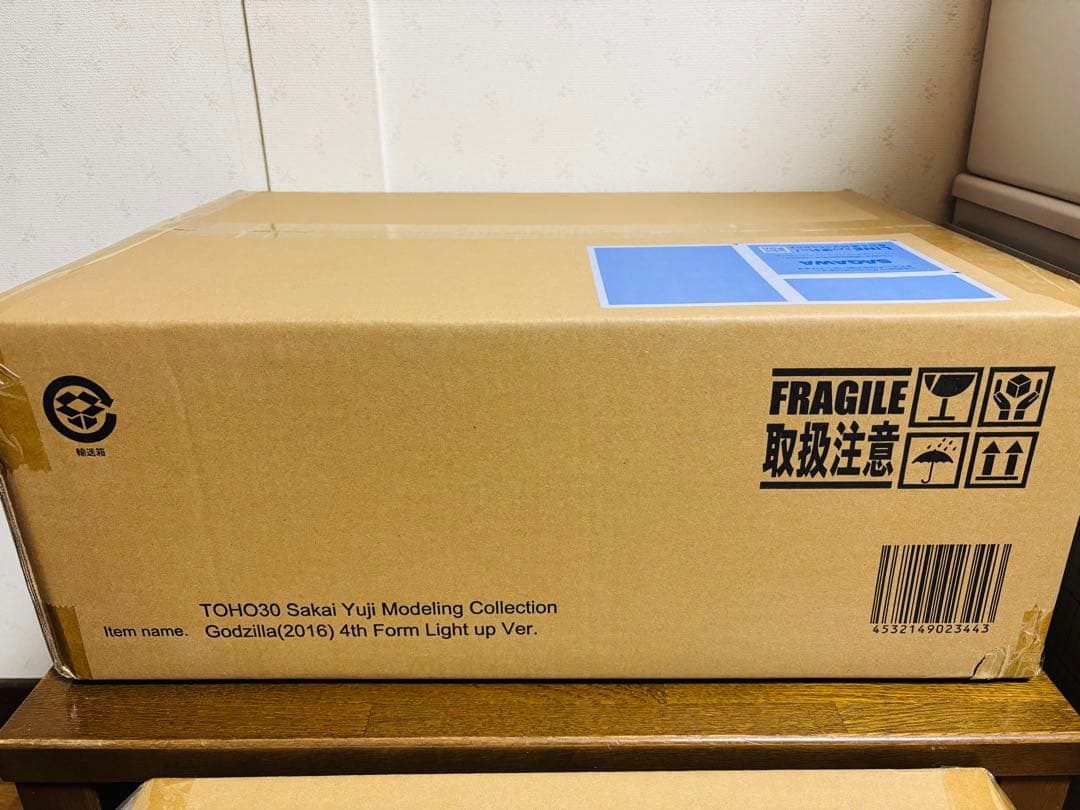 SAGAWA
FRAGILE
取扱注意
輸送箱
TOHO30 Sakai Yuji Modeling Collection
Item name. Godzilla(2016) 4th Form Light up Ver.
4532149023443